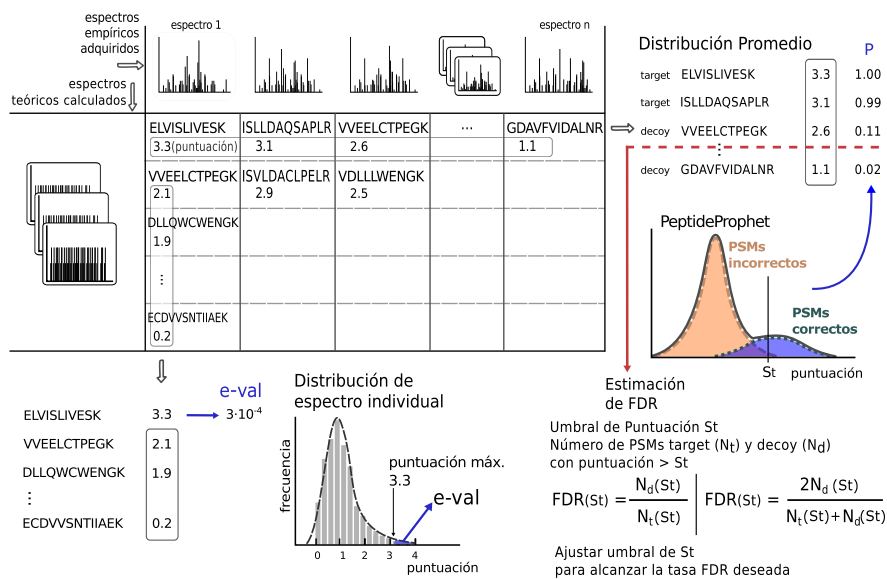 espectros
empíricos
adquiridos
espectros
teóricos calculados
espectro 1
espectro n
ELVISLIVESK ISLLDAQSAPLR VVEELCTPEGK ... GDAVFVIDALNR
3.3(puntuación) 3.1 2.6 1.1
VVEELCTPEGK ISVLDACLPELR VDLLLWENGK
2.1 2.9 2.5
DLLQWCWENGK
1.9
⋮
ECDVVSNTIIAEK
0.2
Distribución Promedio P
target ELVISLIVESK 3.3 1.00
target ISLLDAQSAPLR 3.1 0.99
decoy VVEELCTPEGK 2.6 0.11
⋮
decoy GDAVFVIDALNR 1.1 0.02
PeptideProphet
PSMs
incorrectos
PSMs
correctos
St puntuación
e-val
ELVISLIVESK 3.3 3·10⁻⁴
VVEELCTPEGK 2.1
DLLQWCWENGK 1.9
⋮
ECDVVSNTIIAEK 0.2
Distribución de
espectro individual
frecuencia
puntuación máx.
3.3
e-val
0 1 2 3 4
puntuación
Estimación
de FDR
Umbral de Puntuación St
Número de PSMs target (Nt) y decoy (Nd)
con puntuación > St
FDR(St) = Nd(St) / Nt(St) | FDR(St) = 2Nd (St) / Nt(St)+Nd(St)
Ajustar umbral de St
para alcanzar la tasa FDR deseada